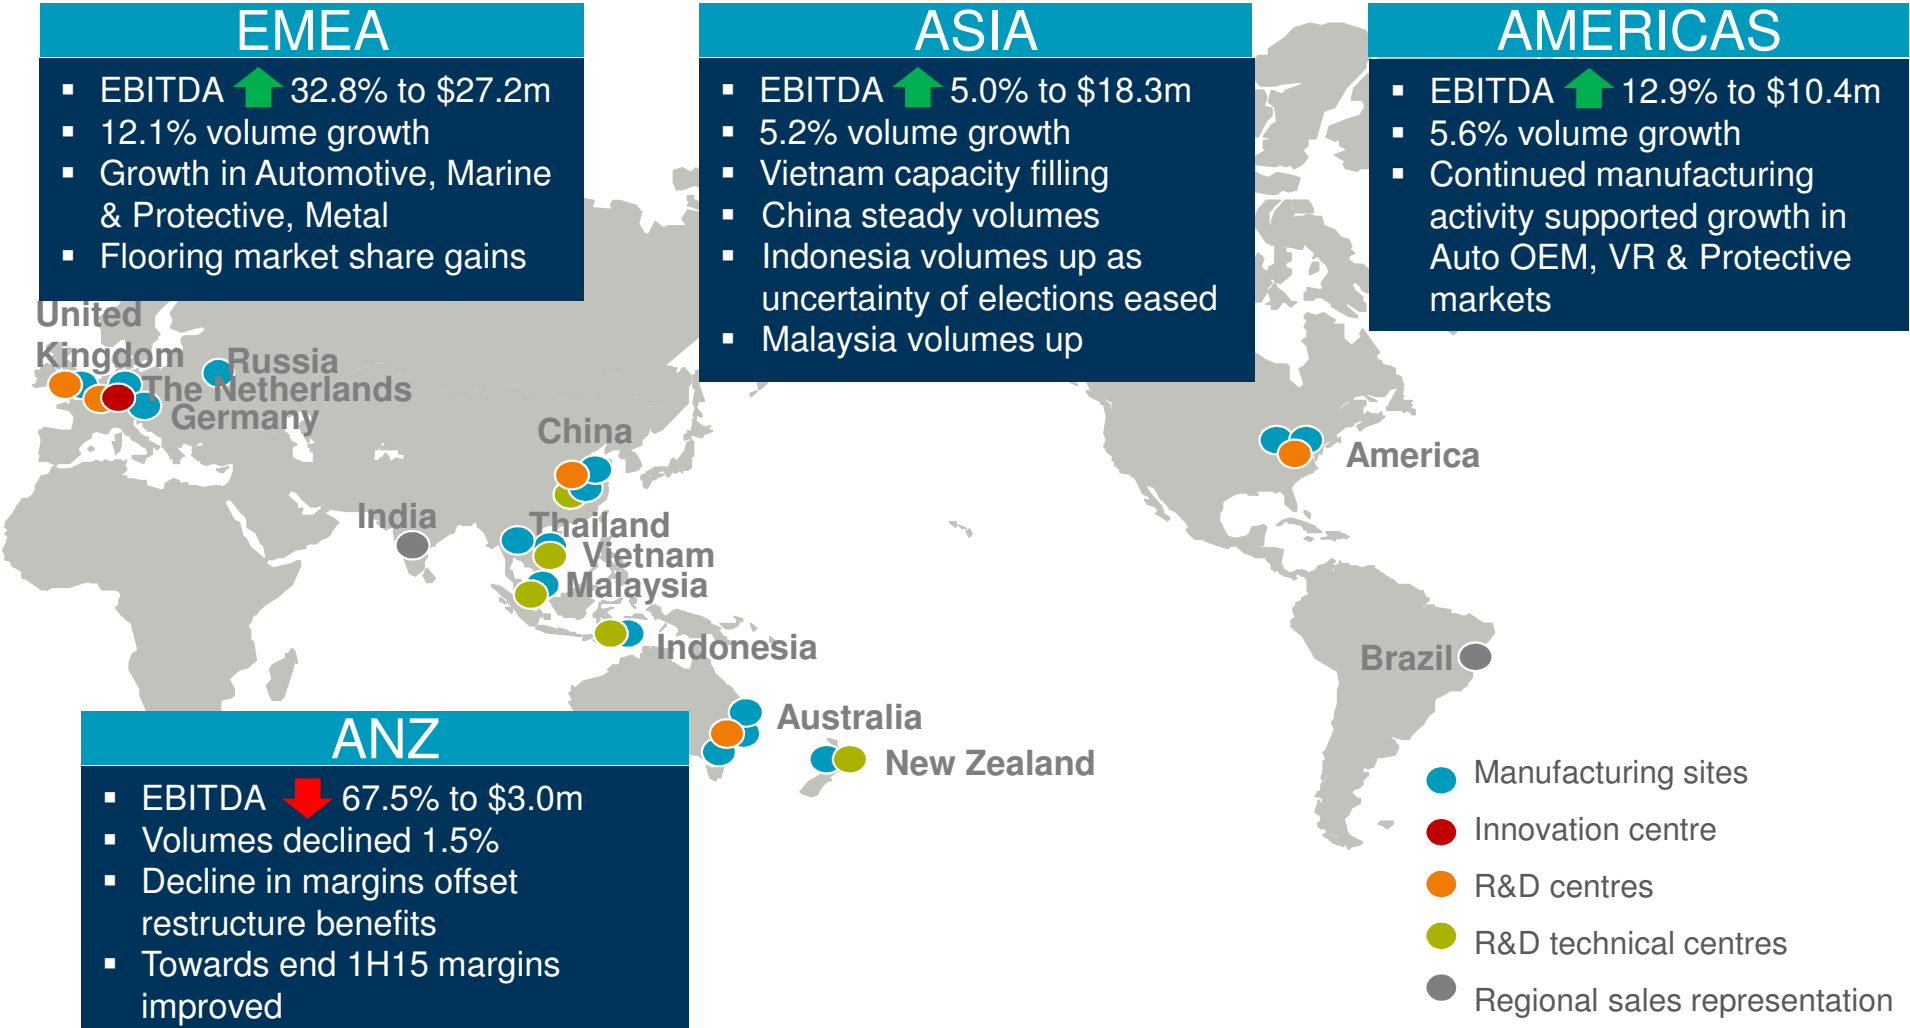 EMEA
▪ EBITDA 32.8% to $27.2m
▪ 12.1% volume growth
▪ Growth in Automotive, Marine
& Protective, Metal
▪ Flooring market share gains
ASIA
▪ EBITDA 5.0% to $18.3m
▪ 5.2% volume growth
▪ Vietnam capacity filling
▪ China steady volumes
▪ Indonesia volumes up as
uncertainty of elections eased
▪ Malaysia volumes up
AMERICAS
▪ EBITDA 12.9% to $10.4m
▪ 5.6% volume growth
▪ Continued manufacturing
activity supported growth in
Auto OEM, VR & Protective
markets
United
Kingdom
Russia
The Netherlands
Germany
China
India
Thailand
Vietnam
Malaysia
Indonesia
America
Brazil
Australia
New Zealand
ANZ
▪ EBITDA 67.5% to $3.0m
▪ Volumes declined 1.5%
▪ Decline in margins offset
restructure benefits
▪ Towards end 1H15 margins
improved
Manufacturing sites
Innovation centre
R&D centres
R&D technical centres
Regional sales representation